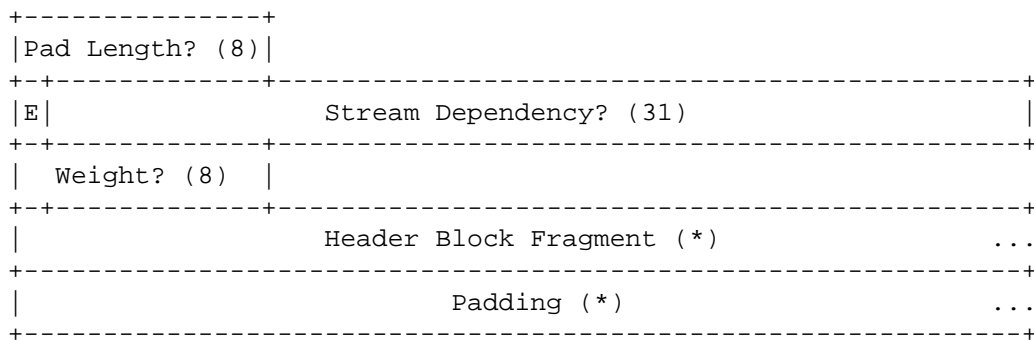 +---------------+
|Pad Length? (8)|
+-+-------------+-----------------------------------------------+
|E|                 Stream Dependency? (31)                     |
+-+-------------+-----------------------------------------------+
|  Weight? (8)  |
+-+-------------+-----------------------------------------------+
|                   Header Block Fragment (*)                 ...
+---------------------------------------------------------------+
|                           Padding (*)                       ...
+---------------------------------------------------------------+